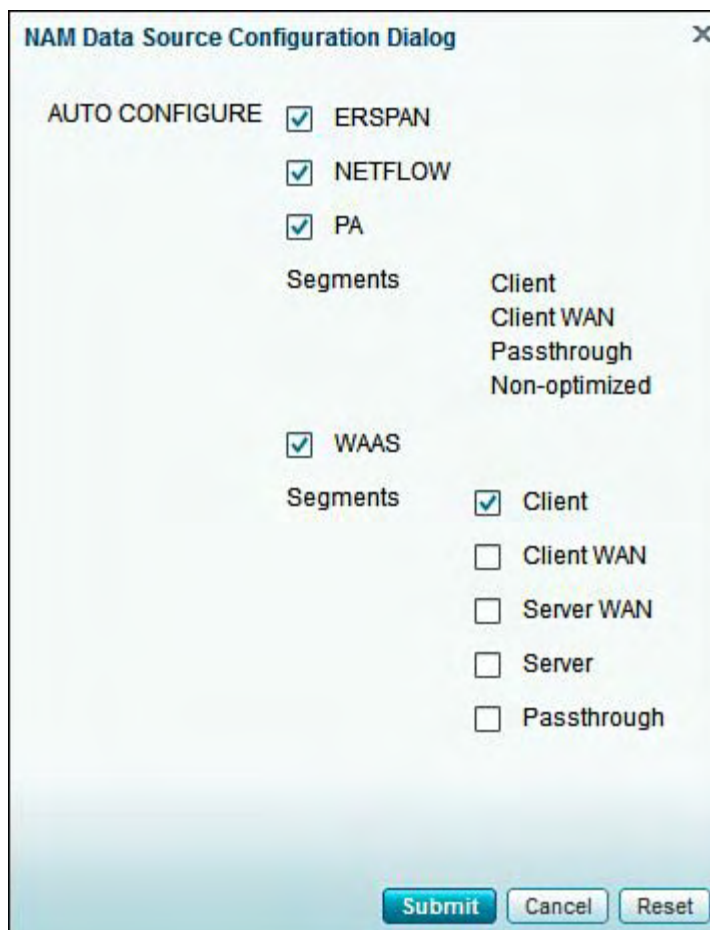 NAM Data Source Configuration Dialog
AUTO CONFIGURE ERSPAN
NETFLOW
PA
Segments Client
Client WAN
Passthrough
Non-optimized
WAAS
Segments Client
Client WAN
Server WAN
Server
Passthrough
Submit Cancel Reset